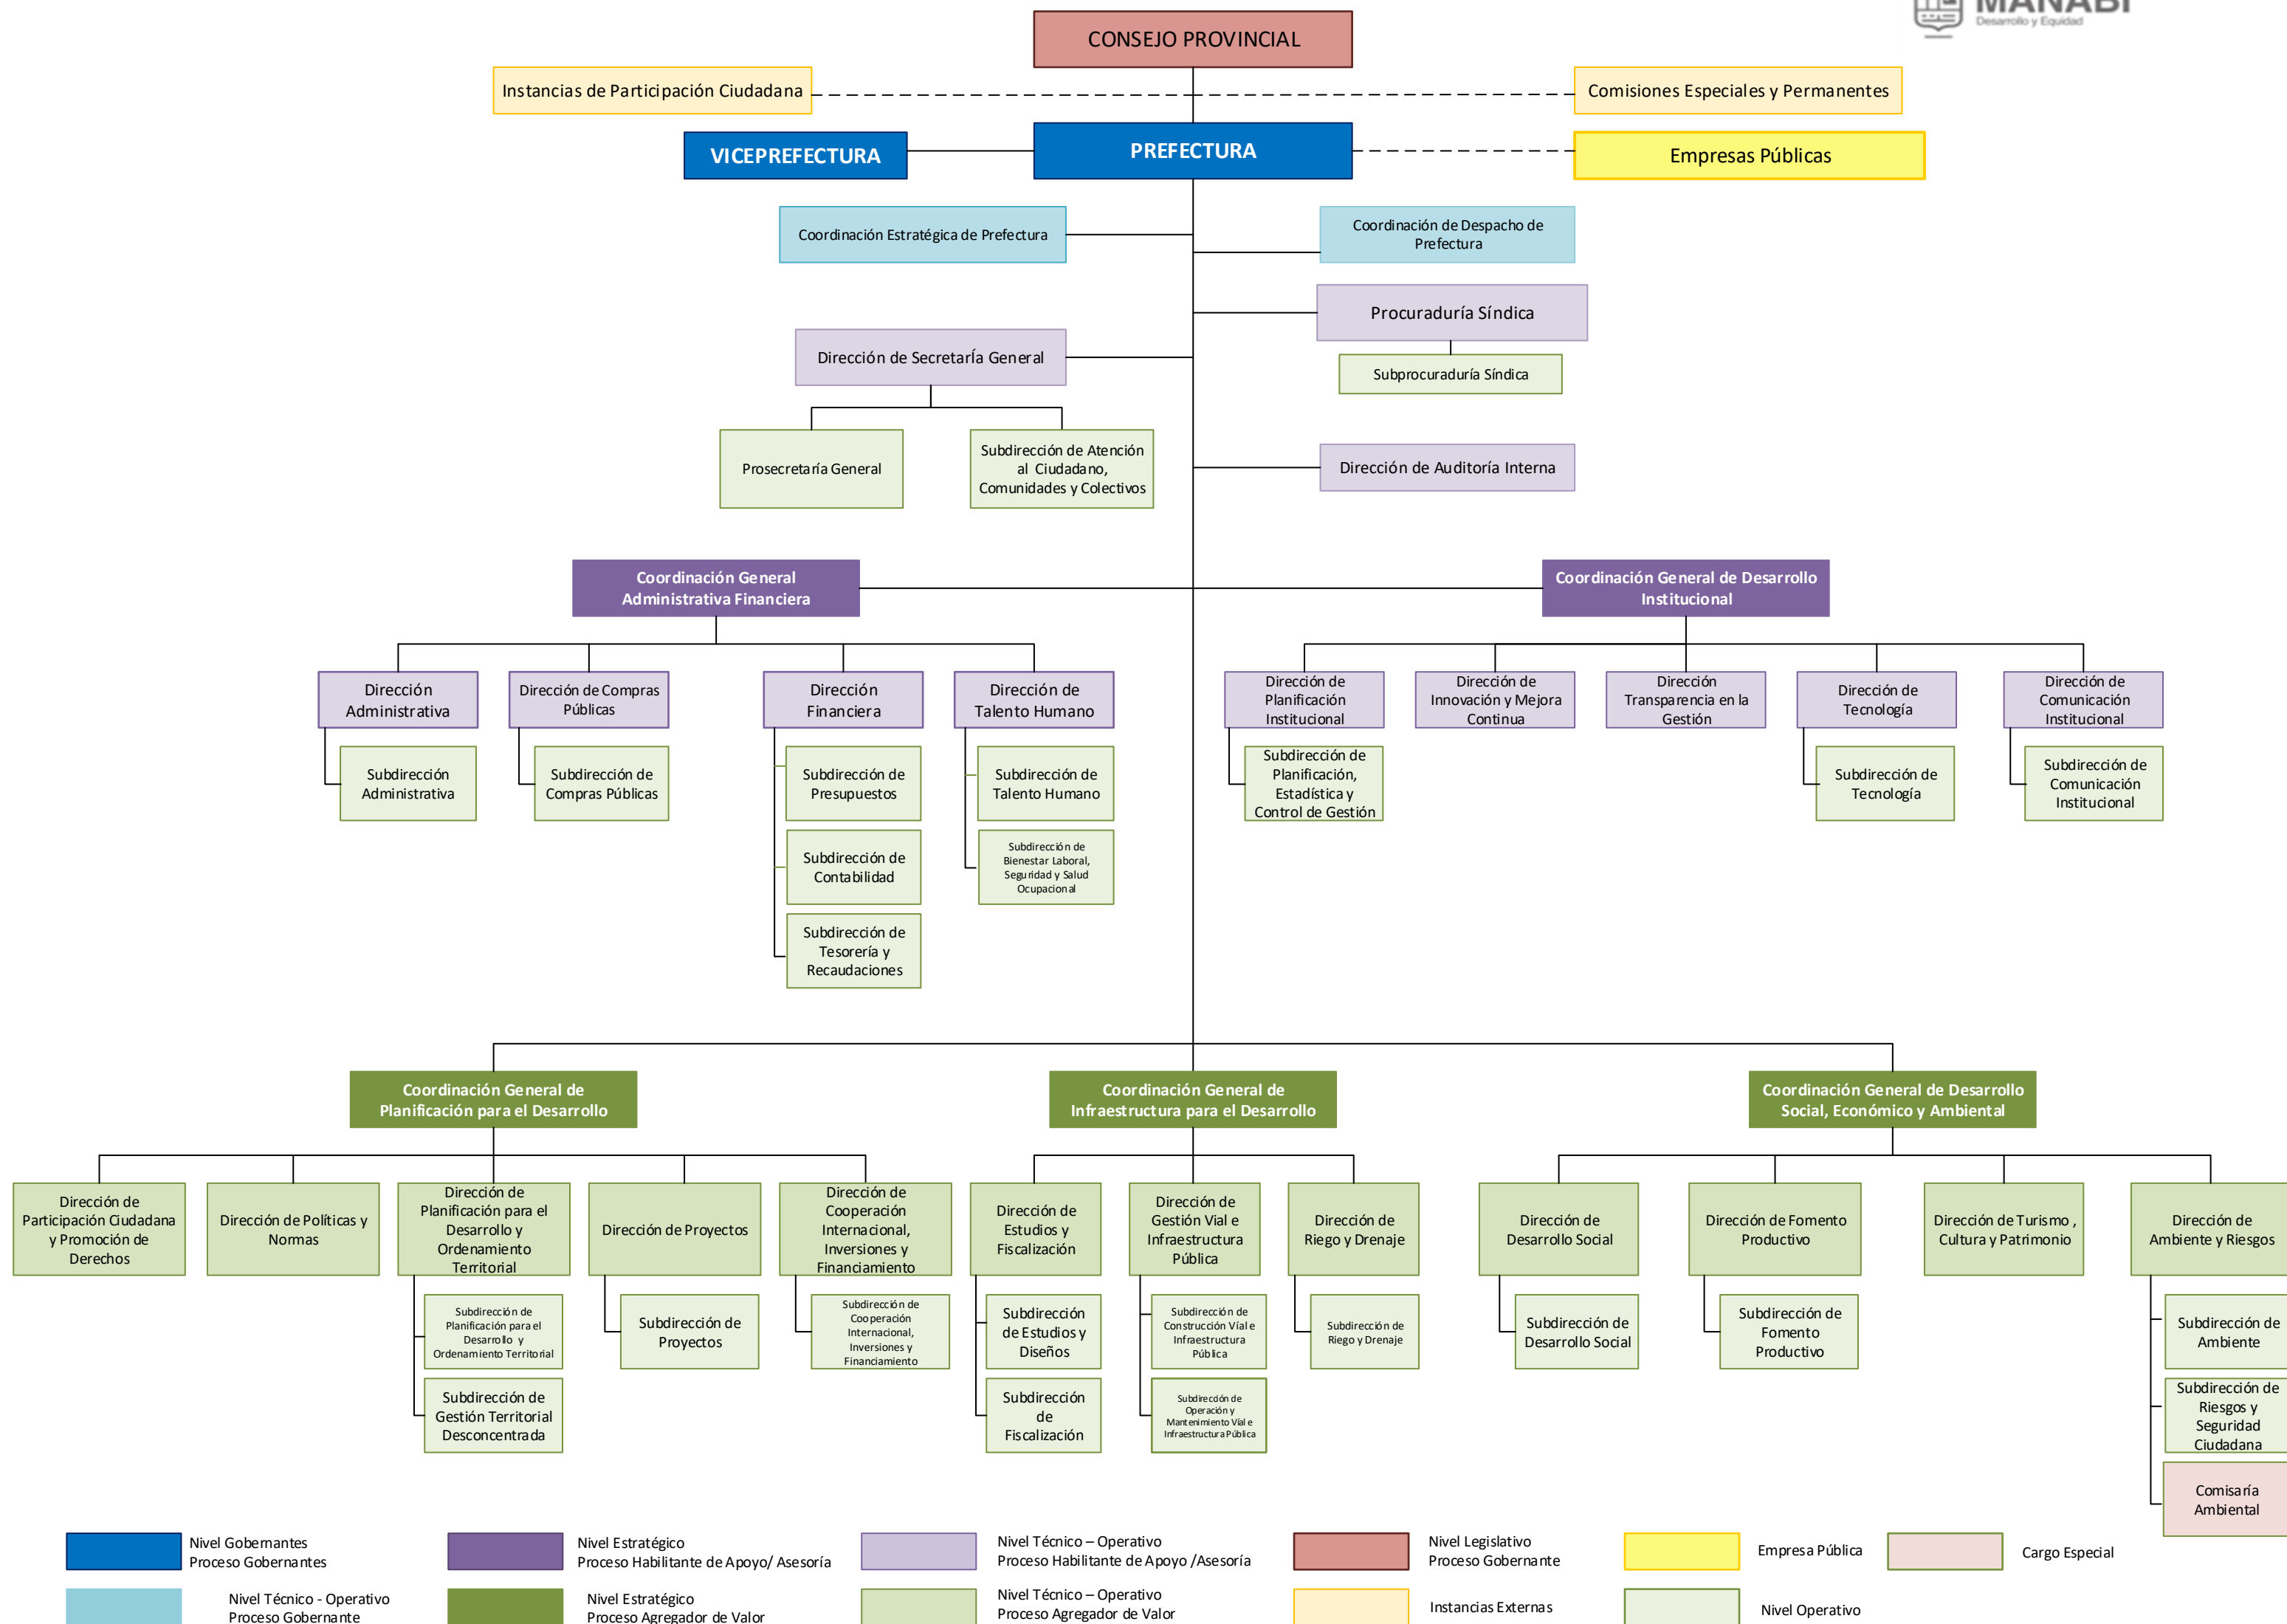 MANABÍ
Desarrollo y Equidad
CONSEJO PROVINCIAL
Instancias de Participación Ciudadana
Comisiones Especiales y Permanentes
VICEPREFECTURA
PREFECTURA
Empresas Públicas
Coordinación Estratégica de Prefectura
Coordinación de Despacho de
Prefectura
Procuraduría Síndica
Dirección de SecretarÍa General
Subprocuraduría Síndica
Prosecretaría General
Subdirección de Atención
al Ciudadano,
Comunidades y Colectivos
Dirección de Auditoría Interna
Coordinación General
Administrativa Financiera
Coordinación General de Desarrollo
Institucional
Dirección
Administrativa
Dirección de Compras
Públicas
Dirección
Financiera
Dirección de
Talento Humano
Dirección de
Planificación
Institucional
Dirección de
Innovación y Mejora
Continua
Dirección
Transparencia en la
Gestión
Dirección de
Tecnología
Dirección de
Comunicación
Institucional
Subdirección
Administrativa
Subdirección de
Compras Públicas
Subdirección de
Presupuestos
Subdirección de
Talento Humano
Subdirección de
Planificación,
Estadística y
Control de Gestión
Subdirección de
Tecnología
Subdirección de
Comunicación
Institucional
Subdirección de
Contabilidad
Subdirección de
Bienestar Laboral,
Seguridad y Salud
Ocupacional
Subdirección de
Tesorería y
Recaudaciones
Coordinación General de
Planificación para el Desarrollo
Coordinación General de
Infraestructura para el Desarrollo
Coordinación General de Desarrollo
Social, Económico y Ambiental
Dirección de
Participación Ciudadana
y Promoción de
Derechos
Dirección de Políticas y
Normas
Dirección de
Planificación para el
Desarrollo y
Ordenamiento
Territorial
Dirección de Proyectos
Dirección de
Cooperación
Internacional,
Inversiones y
Financiamiento
Dirección de
Estudios y
Fiscalización
Dirección de
Gestión Vial e
Infraestructura
Pública
Dirección de
Riego y Drenaje
Dirección de
Desarrollo Social
Dirección de Fomento
Productivo
Dirección de Turismo ,
Cultura y Patrimonio
Dirección de
Ambiente y Riesgos
Subdirección de
Planificación para el
Desarrollo y
Ordenamiento Territorial
Subdirección de
Proyectos
Subdirección de
Cooperación
Internacional,
Inversiones y
Financiamiento
Subdirección
de Estudios y
Diseños
Subdirección de
Construcción Víal e
Infraestructura
Pública
Subdirección de
Riego y Drenaje
Subdirección de
Desarrollo Social
Subdirección de
Fomento
Productivo
Subdirección de
Ambiente
Subdirección de
Gestión Territorial
Desconcentrada
Subdirección
de
Fiscalización
Subdirección de
Operación y
Mantenimiento Víal e
Infraestructura Pública
Subdirección de
Riesgos y
Seguridad
Ciudadana
Comisaría
Ambiental
Nivel Gobernantes
Proceso Gobernantes
Nivel Estratégico
Proceso Habilitante de Apoyo/ Asesoría
Nivel Técnico – Operativo
Proceso Habilitante de Apoyo /Asesoría
Nivel Legislativo
Proceso Gobernante
Empresa Pública
Cargo Especial
Nivel Técnico - Operativo
Proceso Gobernante
Nivel Estratégico
Proceso Agregador de Valor
Nivel Técnico – Operativo
Proceso Agregador de Valor
Instancias Externas
Nivel Operativo